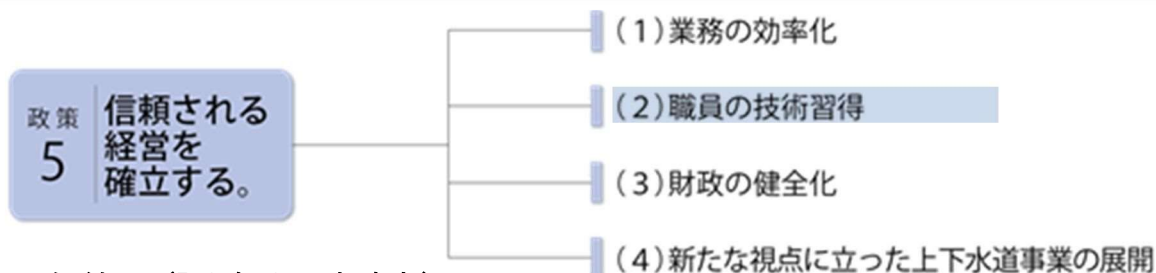 政策
5
信頼される
経営を
確立する。
(1)業務の効率化
(2)職員の技術習得
(3)財政の健全化
(4)新たな視点に立った上下水道事業の展開